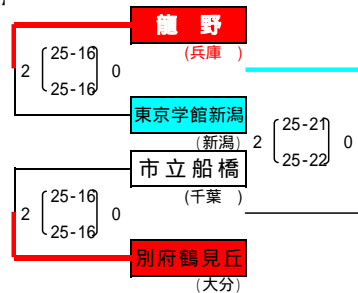 龍 野
(兵庫 )
2 25-16 0
25-16
東京学館新潟
(新潟)
2 25-21 0
25-22
市立船橋
(千葉 )
2 25-16 0
25-16
別府鶴見丘
(大分)